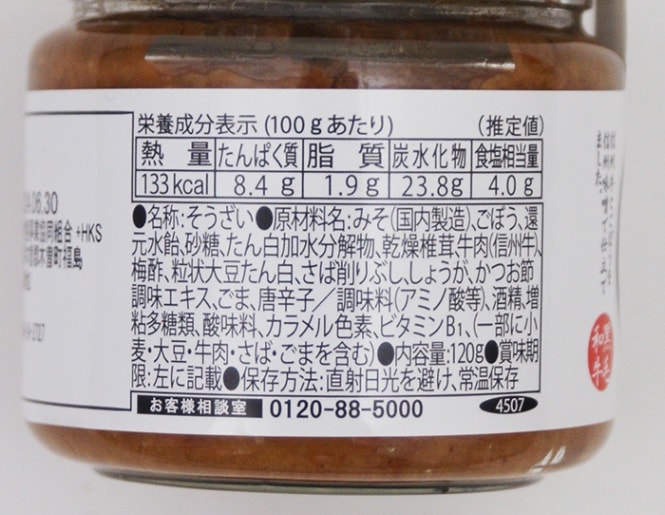 栄養成分表示(100gあたり) (推定値)
熱量 たんぱく質 脂質 炭水化物 食塩相当量
133kcal 8.4g 1.9g 23.8g 4.0g
●名称:そうざい●原材料名:みそ(国内製造)、ごぼう、還
元水飴、砂糖、たん白加水分解物、乾燥椎茸、牛肉(信州牛)、
梅酢、粒状大豆たん白、さば削りぶし、しょうが、かつお節
調味エキス、ごま、唐辛子／調味料(アミノ酸等)、酒精、増
粘多糖類、酸味料、カラメル色素、ビタミンB₁、(一部に小
麦・大豆・牛肉・さば・ごまを含む)●内容量:120g●賞味期
限:左に記載●保存方法:直射日光を避け、常温保存
お客様相談室 0120-88-5000 4507
.06.30
協同組合 +HKS
町福島